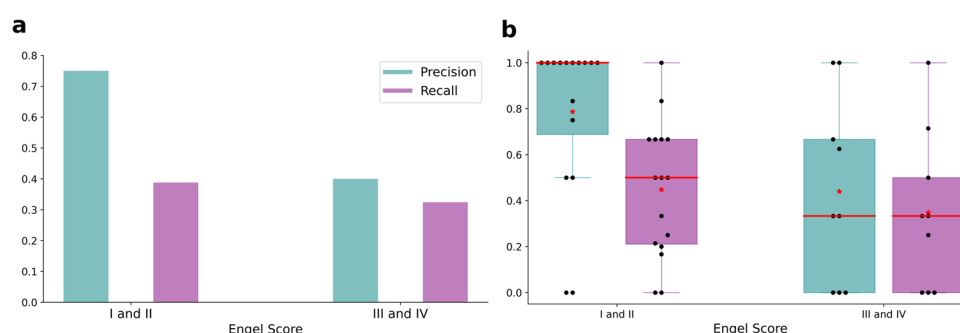 a
0.8
0.7
0.6
0.5
0.4
0.3
0.2
0.1
0.0
Precision
Recall
I and II
III and IV
Engel Score
b
1.0
0.8
0.6
0.4
0.2
0.0
I and II
III and IV
Engel Score